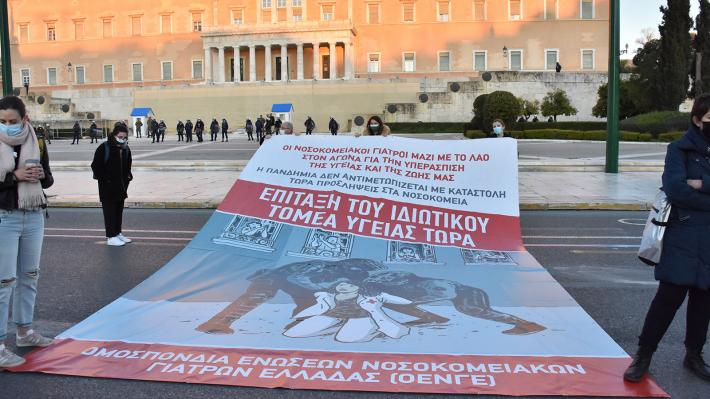 ΟΙ ΝΟΣΟΚΟΜΕΙΑΚΟΙ ΓΙΑΤΡΟΙ ΜΑΖΙ ΜΕ ΤΟ ΛΑΟ
ΣΤΟΝ ΑΓΩΝΑ ΓΙΑ ΤΗΝ ΥΠΕΡΑΣΠΙΣΗ
ΤΗΣ ΥΓΕΙΑΣ ΚΑΙ ΤΗΣ ΖΩΗΣ ΜΑΣ
Η ΠΑΝΔΗΜΙΑ ΔΕΝ ΑΝΤΙΜΕΤΩΠΙΖΕΤΑΙ ΜΕ ΚΑΤΑΣΤΟΛΗ
ΤΩΡΑ ΠΡΟΣΛΗΨΕΙΣ ΣΤΑ ΝΟΣΟΚΟΜΕΙΑ
ΕΠΙΤΑΞΗ ΤΟΥ ΙΔΙΩΤΙΚΟΥ
ΤΟΜΕΑ ΥΓΕΙΑΣ ΤΩΡΑ
ΟΜΟΣΠΟΝΔΙΑ ΕΝΩΣΕΩΝ ΝΟΣΟΚΟΜΕΙΑΚΩΝ
ΓΙΑΤΡΩΝ ΕΛΛΑΔΑΣ (ΟΕΝΓΕ)